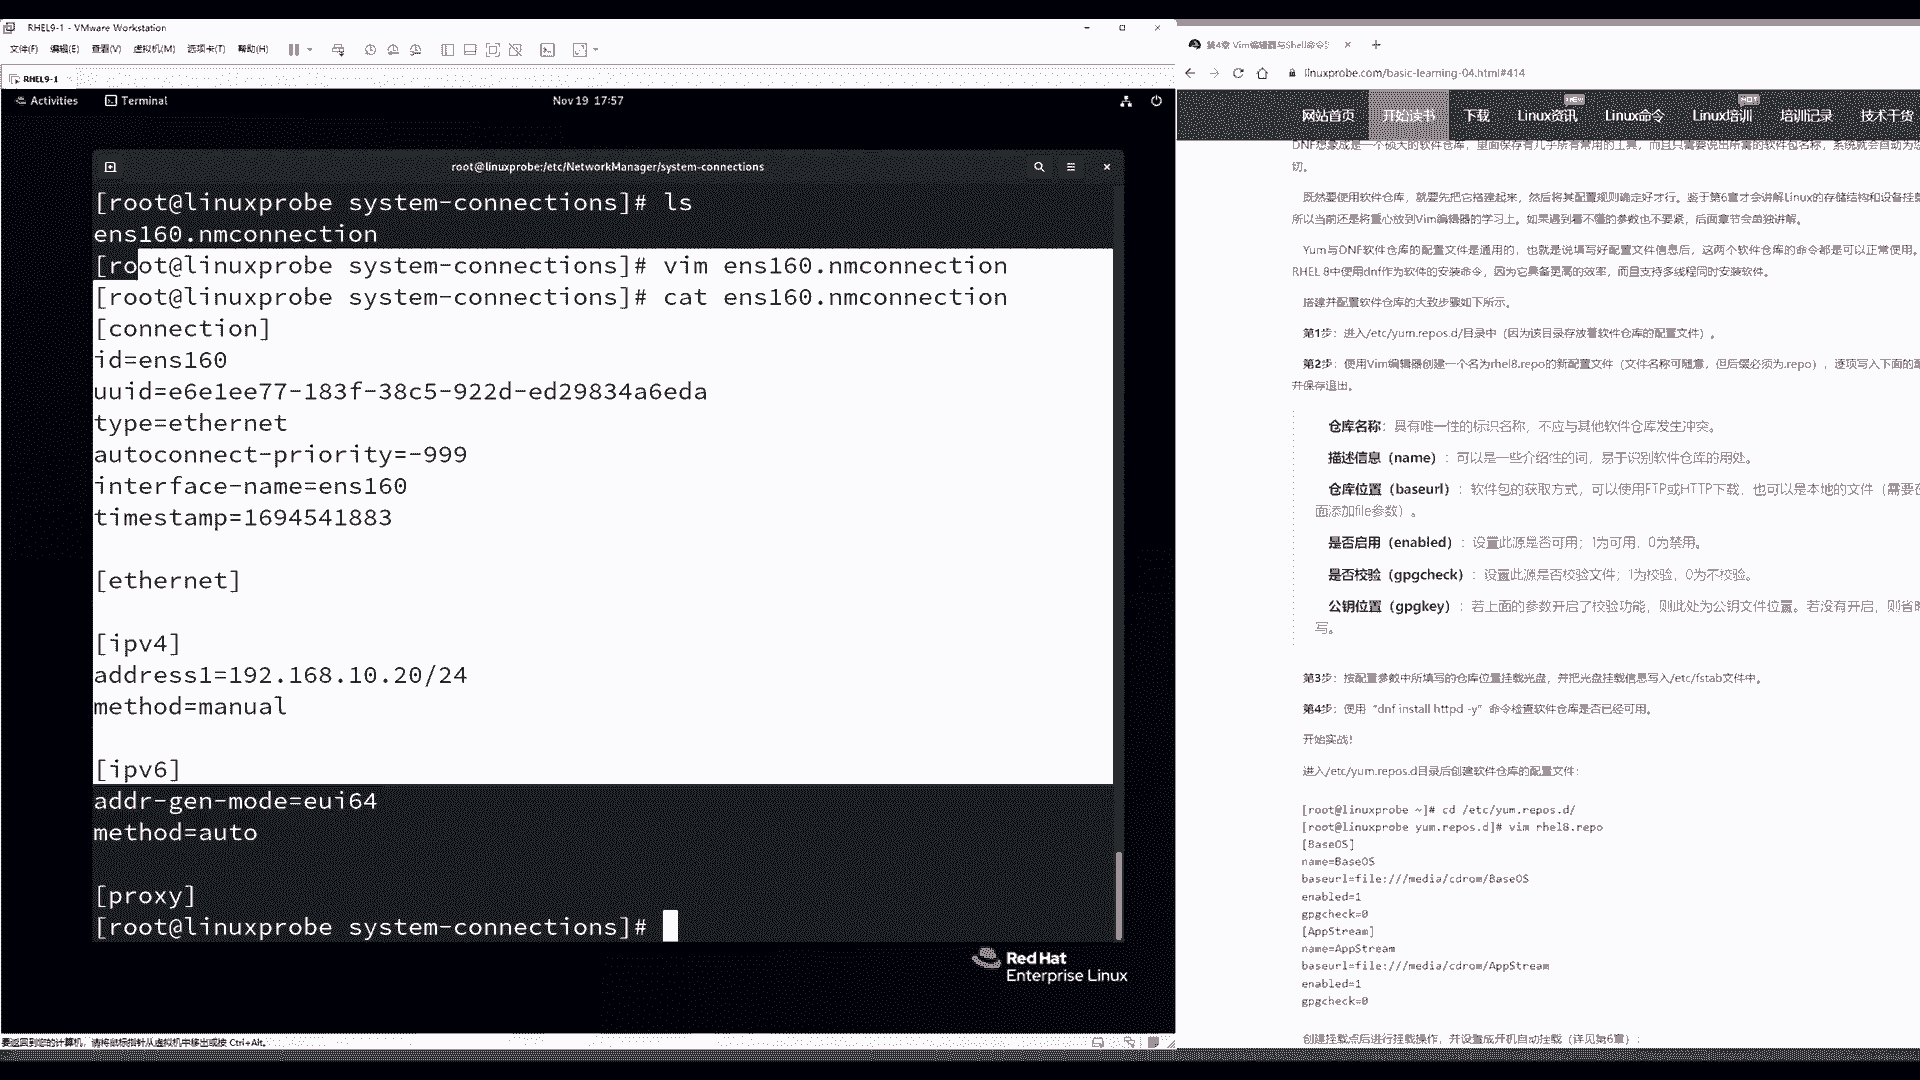 RHEL9-1 - VMware Workstation
文件(F) 编辑(E) 查看(V) 虚拟机(M) 选项卡(T) 帮助(H)
RHEL9-1
Activities Terminal Nov 19 17:57
root@linuxprobe:/etc/NetworkManager/system-connections
[root@linuxprobe system-connections]# ls
ens160.nmconnection
[root@linuxprobe system-connections]# vim ens160.nmconnection
[root@linuxprobe system-connections]# cat ens160.nmconnection
[connection]
id=ens160
uuid=e6e1ee77-183f-38c5-922d-ed29834a6eda
type=ethernet
autoconnect-priority=-999
interface-name=ens160
timestamp=1694541883
[ethernet]
[ipv4]
address1=192.168.10.20/24
method=manual
[ipv6]
addr-gen-mode=eui64
method=auto
[proxy]
[root@linuxprobe system-connections]#
Red Hat
Enterprise Linux
要返回到您的计算机，请将鼠标指针从虚拟机中移出或按 Ctrl+Alt。
第4章 Vim编辑器与Shell命令
linuxprobe.com/basic-learning-04.html#414
网站首页 开始读书 下载 Linux资讯 NEW Linux命令 Linux培训 HOT 培训记录 技术干货
DNF想象成是一个硕大的软件仓库，里面保存有几乎所有常用的工具，而且只需要说出所需的软件包名称，系统就会自动为您
切。
既然要使用软件仓库，就要先把它搭建起来，然后将其配置规则确定好才行。鉴于第6章才会讲解Linux的存储结构和设备挂载
所以当前还是将重心放到Vim编辑器的学习上。如果遇到看不懂的参数也不要紧，后面章节会单独讲解。
Yum与DNF软件仓库的配置文件是通用的，也就是说填写好配置文件信息后，这两个软件仓库的命令都是可以正常使用。
RHEL 8中使用dnf作为软件的安装命令，因为它具备更高的效率，而且支持多线程同时安装软件。
搭建并配置软件仓库的大致步骤如下所示。
第1步：进入/etc/yum.repos.d/目录中（因为该目录存放着软件仓库的配置文件）。
第2步：使用Vim编辑器创建一个名为rhel8.repo的新配置文件（文件名称可随意，但后缀必须为.repo），逐项写入下面的
并保存退出。
仓库名称：具有唯一性的标识名称，不应与其他软件仓库发生冲突。
描述信息（name）：可以是一些介绍性的词，易于识别软件仓库的用处。
仓库位置（baseurl）：软件包的获取方式，可以使用FTP或HTTP下载，也可以是本地的文件（需要在
面添加file参数）。
是否启用（enabled）：设置此源是否可用；1为可用，0为禁用。
是否校验（gpgcheck）：设置此源是否校验文件；1为校验，0为不校验。
公钥位置（gpgkey）：若上面的参数开启了校验功能，则此处为公钥文件位置。若没有开启，则省略
写。
第3步：按配置参数中所填写的仓库位置挂载光盘，并把光盘挂载信息写入/etc/fstab文件中。
第4步：使用“dnf install httpd -y”命令检查软件仓库是否已经可用。
开始实战！
进入/etc/yum.repos.d目录后创建软件仓库的配置文件：
[root@linuxprobe ~]# cd /etc/yum.repos.d/
[root@linuxprobe yum.repos.d]# vim rhel8.repo
[BaseOS]
name=BaseOS
baseurl=file:///media/cdrom/BaseOS
enabled=1
gpgcheck=0
[AppStream]
name=AppStream
baseurl=file:///media/cdrom/AppStream
enabled=1
gpgcheck=0
创建挂载点后进行挂载操作，并设置成开机自动挂载（详见第6章）：